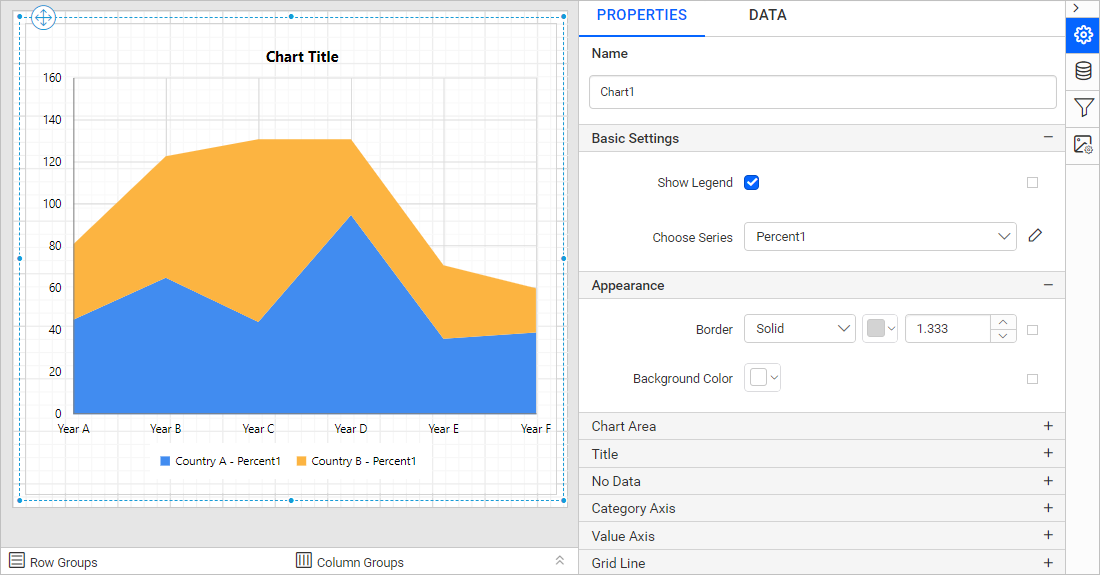 Chart Title
160
140
120
100
80
60
40
20
0
Year A Year B Year C Year D Year E Year F
Country A - Percent1 Country B - Percent1
Row Groups Column Groups
PROPERTIES DATA
Name
Chart1
Basic Settings
Show Legend
Choose Series Percent1
Appearance
Border Solid 1.333
Background Color
Chart Area
Title
No Data
Category Axis
Value Axis
Grid Line